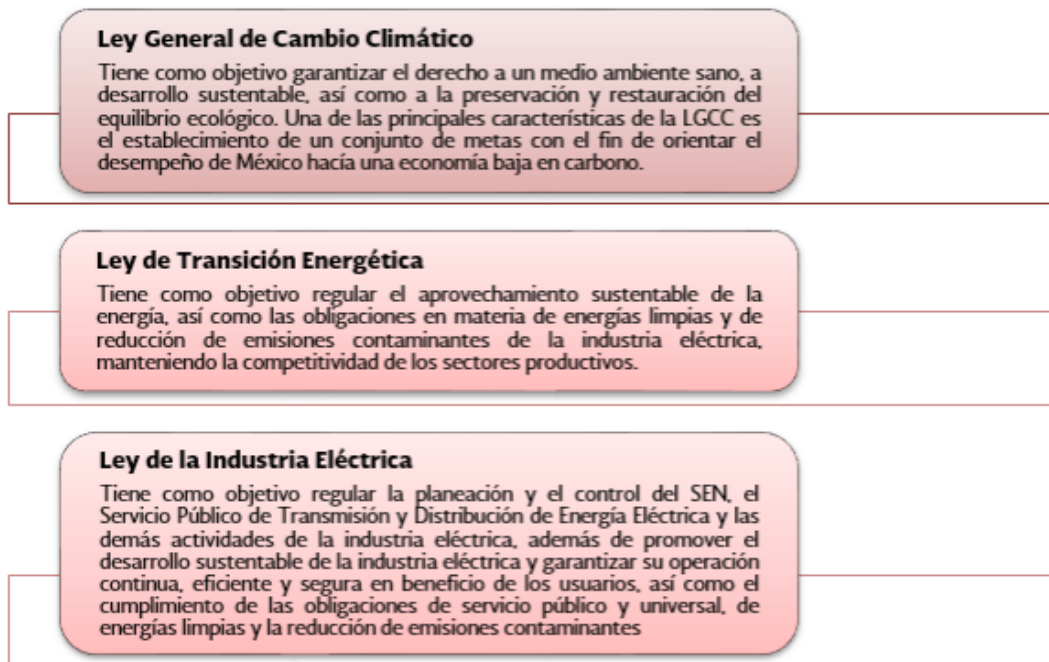 Ley General de Cambio Climático
Tiene como objetivo garantizar el derecho a un medio ambiente sano, a
desarrollo sustentable, así como a la preservación y restauración del
equilibrio ecológico. Una de las principales características de la LGCC es
el establecimiento de un conjunto de metas con el fin de orientar el
desempeño de México hacía una economía baja en carbono.
Ley de Transición Energética
Tiene como objetivo regular el aprovechamiento sustentable de la
energía, así como las obligaciones en materia de energías limpias y de
reducción de emisiones contaminantes de la industria eléctrica,
manteniendo la competitividad de los sectores productivos.
Ley de la Industria Eléctrica
Tiene como objetivo regular la planeación y el control del SEN, el
Servicio Público de Transmisión y Distribución de Energía Eléctrica y las
demás actividades de la industria eléctrica, además de promover el
desarrollo sustentable de la industria eléctrica y garantizar su operación
continua, eficiente y segura en beneficio de los usuarios, así como el
cumplimiento de las obligaciones de servicio público y universal, de
energías limpias y la reducción de emisiones contaminantes